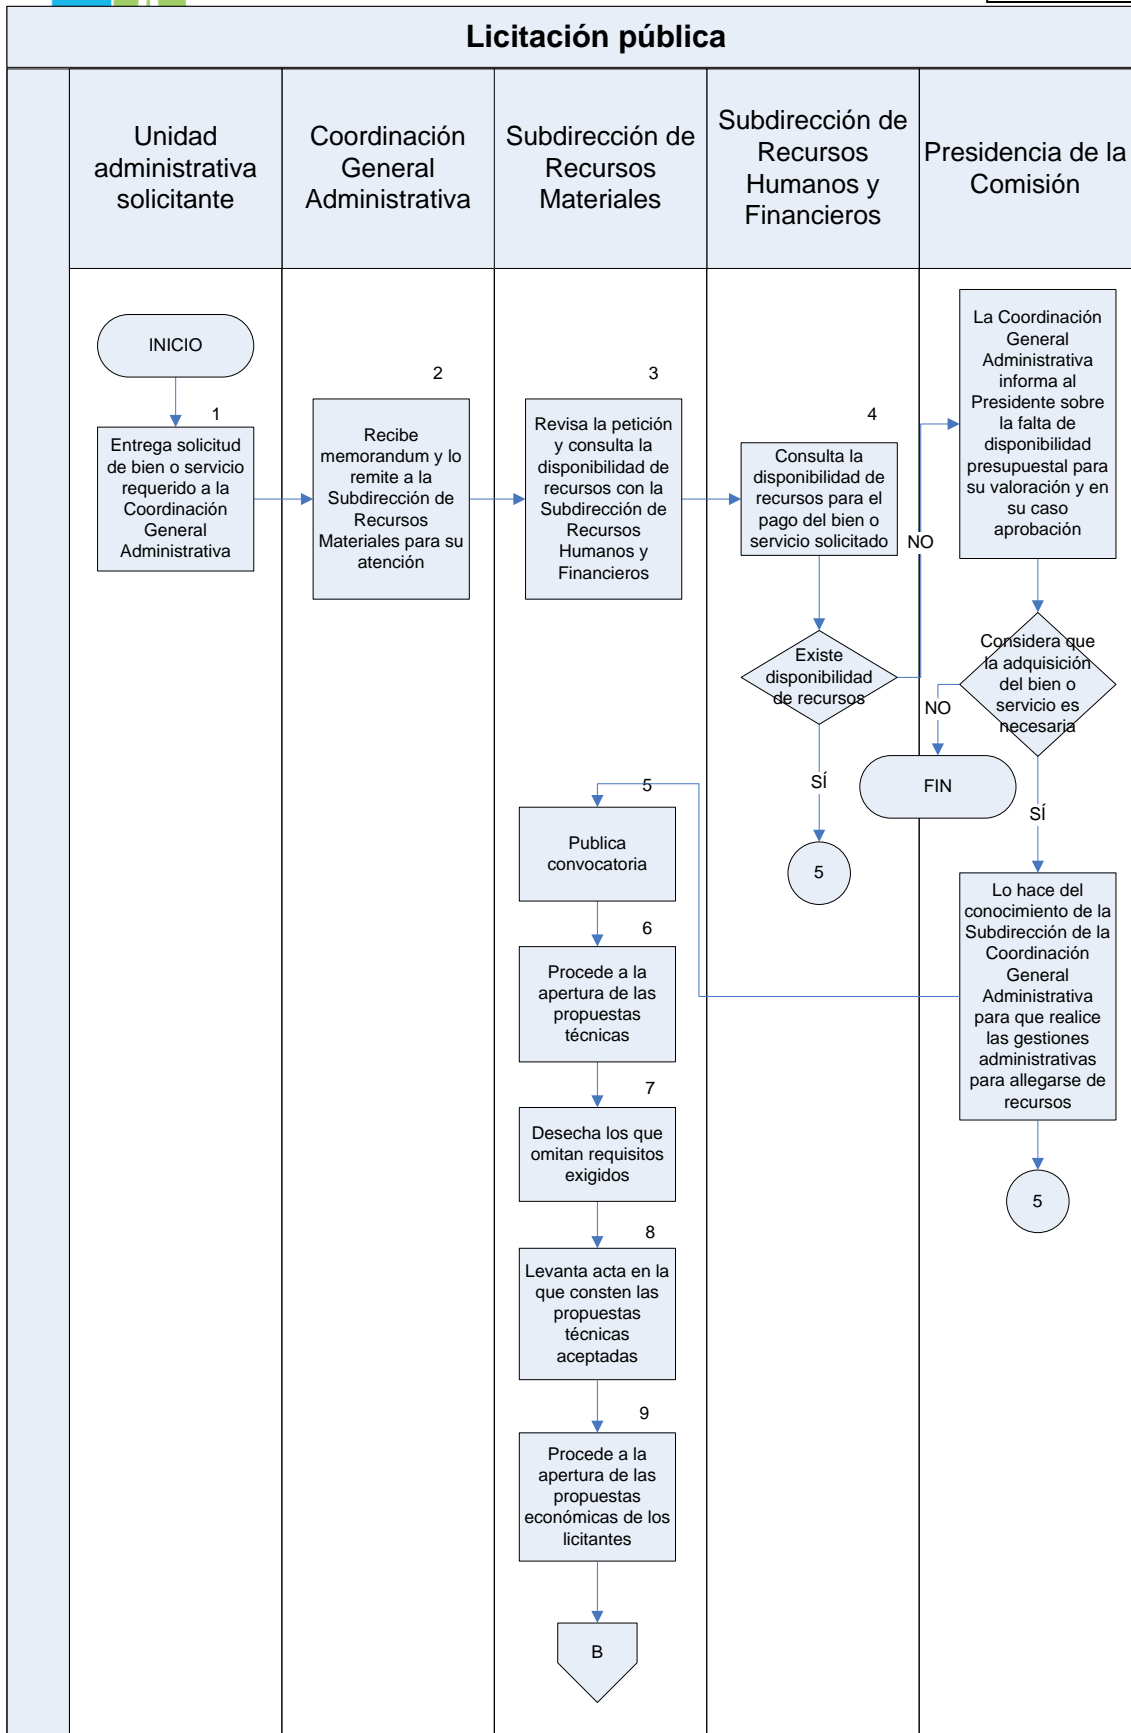 Licitación pública
Unidad
administrativa
solicitante
Coordinación
General
Administrativa
Subdirección de
Recursos
Materiales
Subdirección de
Recursos
Humanos y
Financieros
Presidencia de la
Comisión
INICIO
1
Entrega solicitud
de bien o servicio
requerido a la
Coordinación
General
Administrativa
2
Recibe
memorandum y lo
remite a la
Subdirección de
Recursos
Materiales para su
atención
3
Revisa la petición
y consulta la
disponibilidad de
recursos con la
Subdirección de
Recursos
Humanos y
Financieros
4
Consulta la
disponibilidad de
recursos para el
pago del bien o
servicio solicitado
NO
La Coordinación
General
Administrativa
informa al
Presidente sobre
la falta de
disponibilidad
presupuestal para
su valoración y en
su caso
aprobación
Existe
disponibilidad
de recursos
SÍ
5
Considera que
la adquisición
del bien o
servicio es
necesaria
NO
FIN
SÍ
Lo hace del
conocimiento de la
Subdirección de la
Coordinación
General
Administrativa
para que realice
las gestiones
administrativas
para allegarse de
recursos
5
5
Publica
convocatoria
6
Procede a la
apertura de las
propuestas
técnicas
7
Desecha los que
omitan requisitos
exigidos
8
Levanta acta en la
que consten las
propuestas
técnicas
aceptadas
9
Procede a la
apertura de las
propuestas
económicas de los
licitantes
B